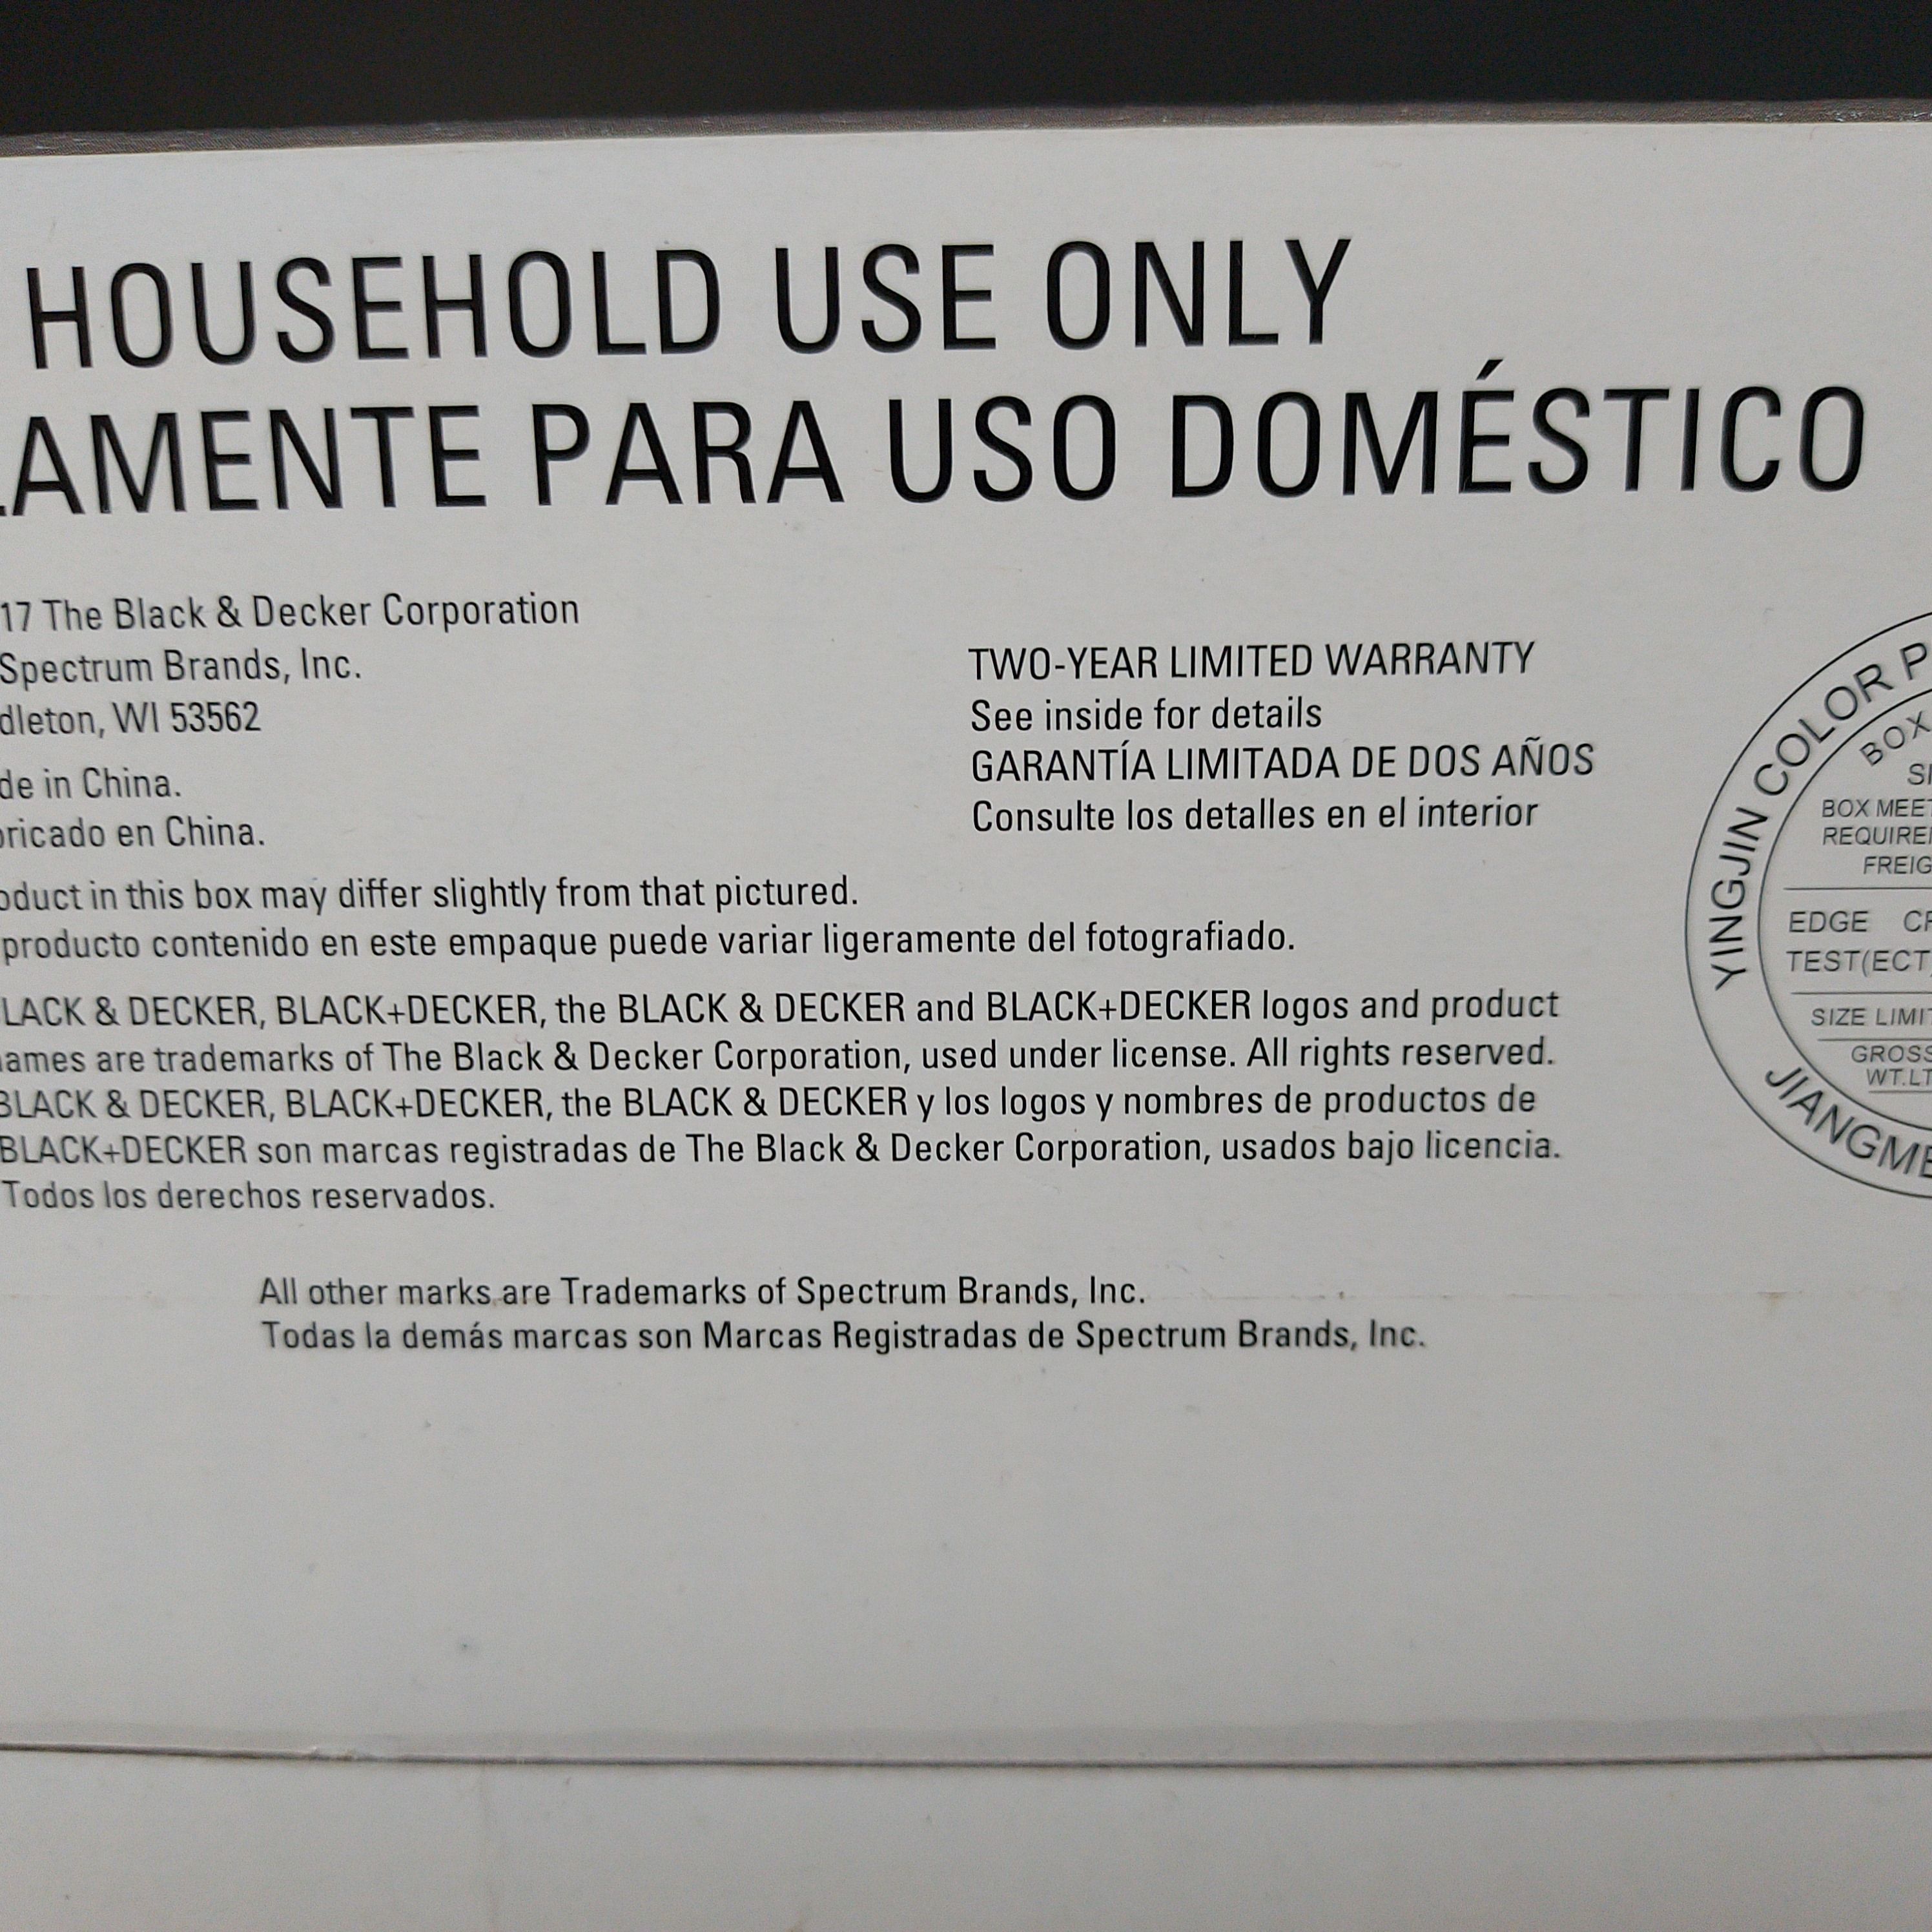 HOUSEHOLD USE ONLY
LAMENTE PARA USO DOMÉSTICO
17 The Black & Decker Corporation
Spectrum Brands, Inc.
dleton, WI 53562
de in China.
bricado en China.
TWO-YEAR LIMITED WARRANTY
See inside for details
GARANTÍA LIMITADA DE DOS AÑOS
Consulte los detalles en el interior
oduct in this box may differ slightly from that pictured.
producto contenido en este empaque puede variar ligeramente del fotografiado.
LACK & DECKER, BLACK+DECKER, the BLACK & DECKER and BLACK+DECKER logos and product
names are trademarks of The Black & Decker Corporation, used under license. All rights reserved.
BLACK & DECKER, BLACK+DECKER, the BLACK & DECKER y los logos y nombres de productos de
BLACK+DECKER son marcas registradas de The Black & Decker Corporation, usados bajo licencia.
Todos los derechos reservados.
All other marks are Trademarks of Spectrum Brands, Inc.
Todas la demás marcas son Marcas Registradas de Spectrum Brands, Inc.
YINGJIN COLOR P
BOX
BOX MEET
REQUIRE
FREIG
EDGE
TEST(ECT)
SIZE LIMIT
GROSS
WT.LT
JIANGME